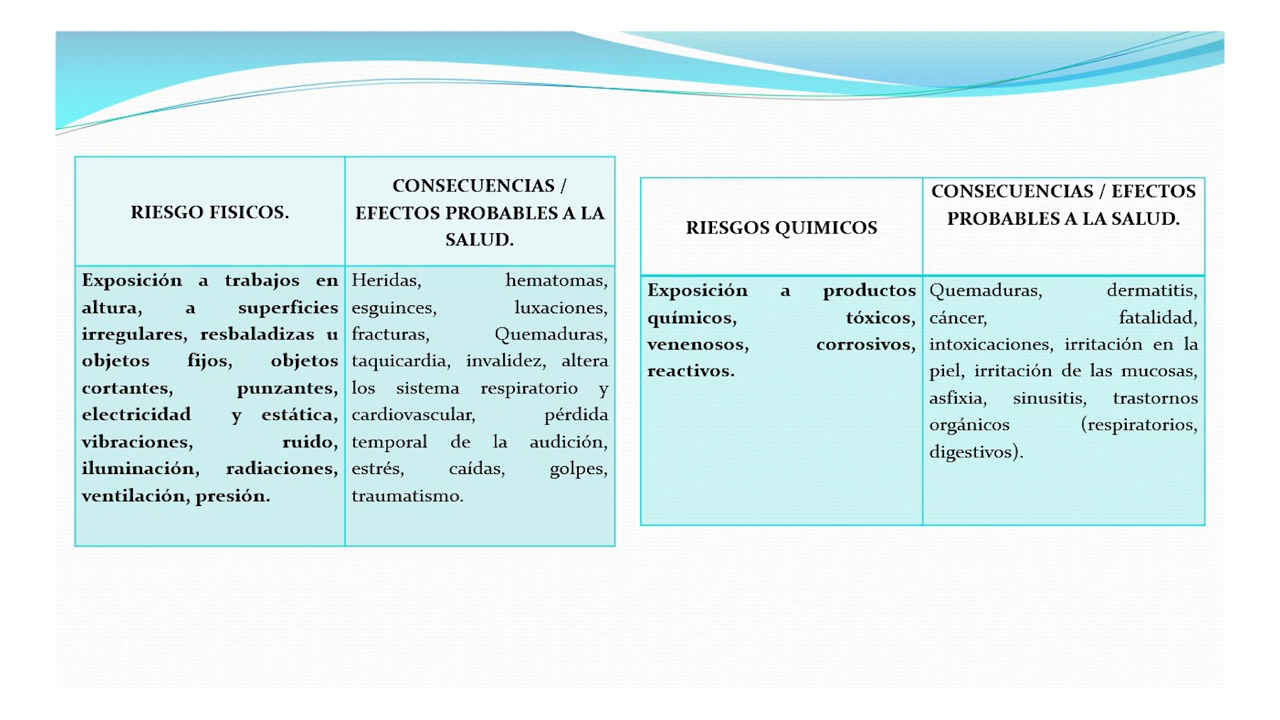 RIESGO FISICOS.
CONSECUENCIAS /
EFECTOS PROBABLES A LA
SALUD.
Exposición a trabajos en
altura, a superficies
irregulares, resbaladizas u
objetos fijos, objetos
cortantes, punzantes,
electricidad y estática,
vibraciones, ruido,
iluminación, radiaciones,
ventilación, presión.
Heridas, hematomas,
esguinces, luxaciones,
fracturas, Quemaduras,
taquicardia, invalidez, altera
los sistema respiratorio y
cardiovascular, pérdida
temporal de la audición,
estrés, caídas, golpes,
traumatismo.
RIESGOS QUIMICOS
CONSECUENCIAS / EFECTOS
PROBABLES A LA SALUD.
Exposición a productos
químicos, tóxicos,
venenosos, corrosivos,
reactivos.
Quemaduras, dermatitis,
cáncer, fatalidad,
intoxicaciones, irritación en la
piel, irritación de las mucosas,
asfixia, sinusitis, trastornos
orgánicos (respiratorios,
digestivos).